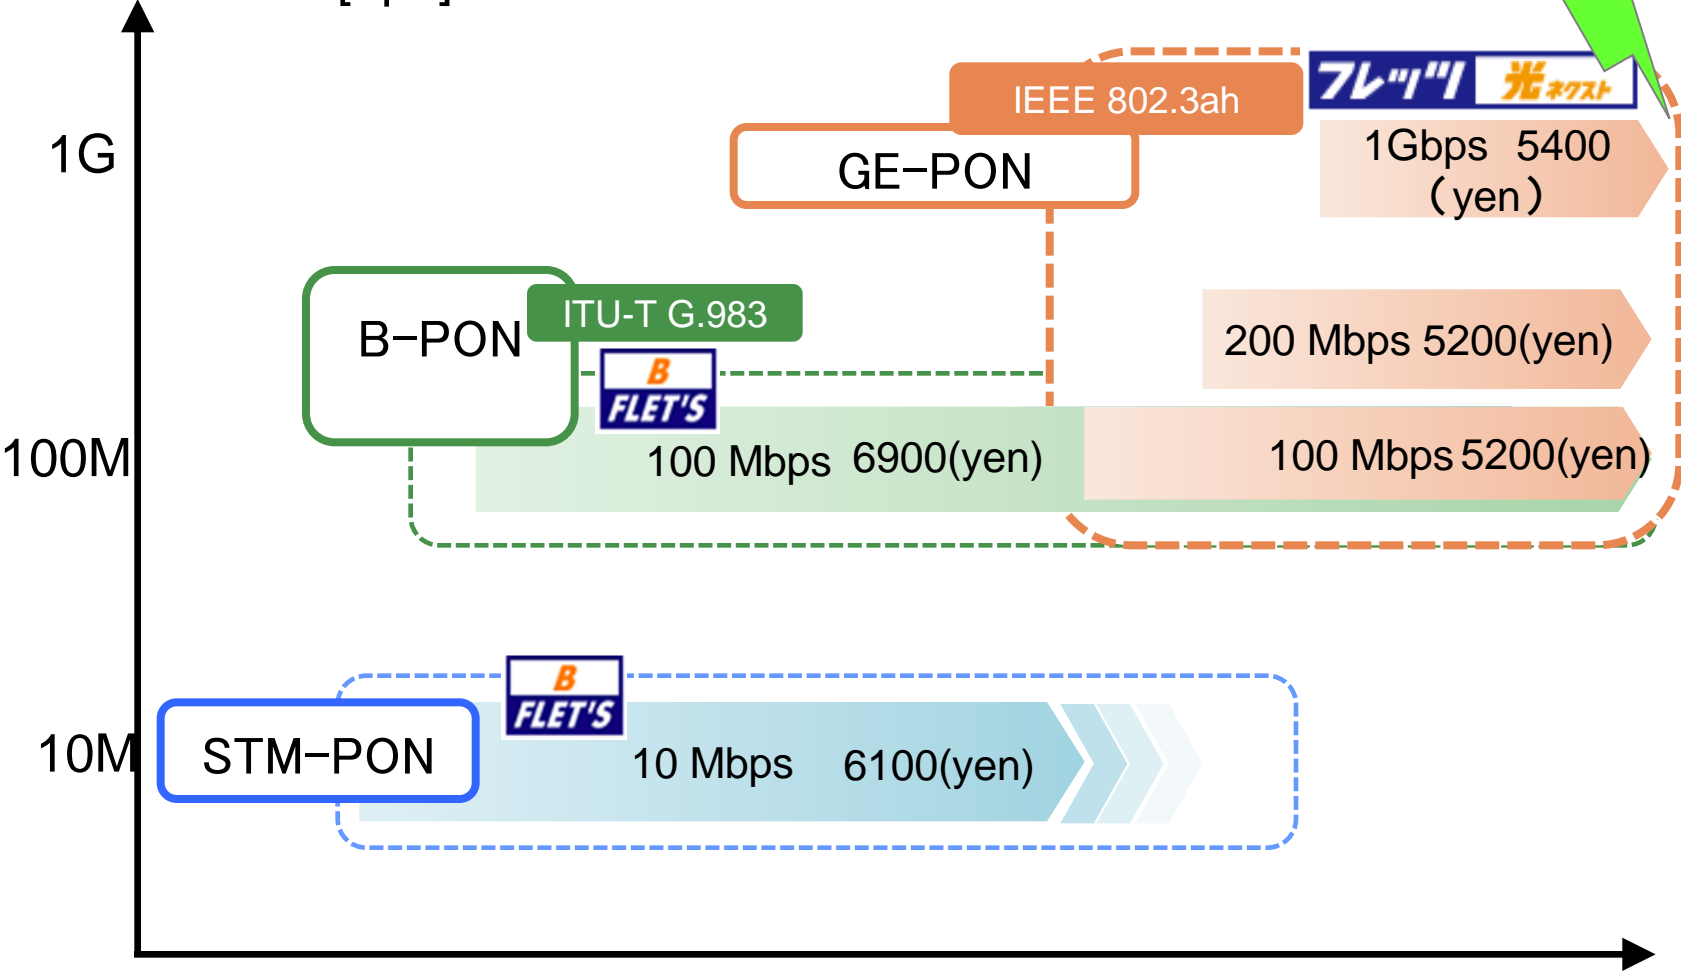 IEEE 802.3ah
フレッツ 光ネクスト
1G
GE-PON
1Gbps 5400
(yen)
B-PON
ITU-T G.983
B
FLET'S
200 Mbps 5200(yen)
100M
100 Mbps 6900(yen)
100 Mbps 5200(yen)
B
FLET'S
10M
STM-PON
10 Mbps 6100(yen)